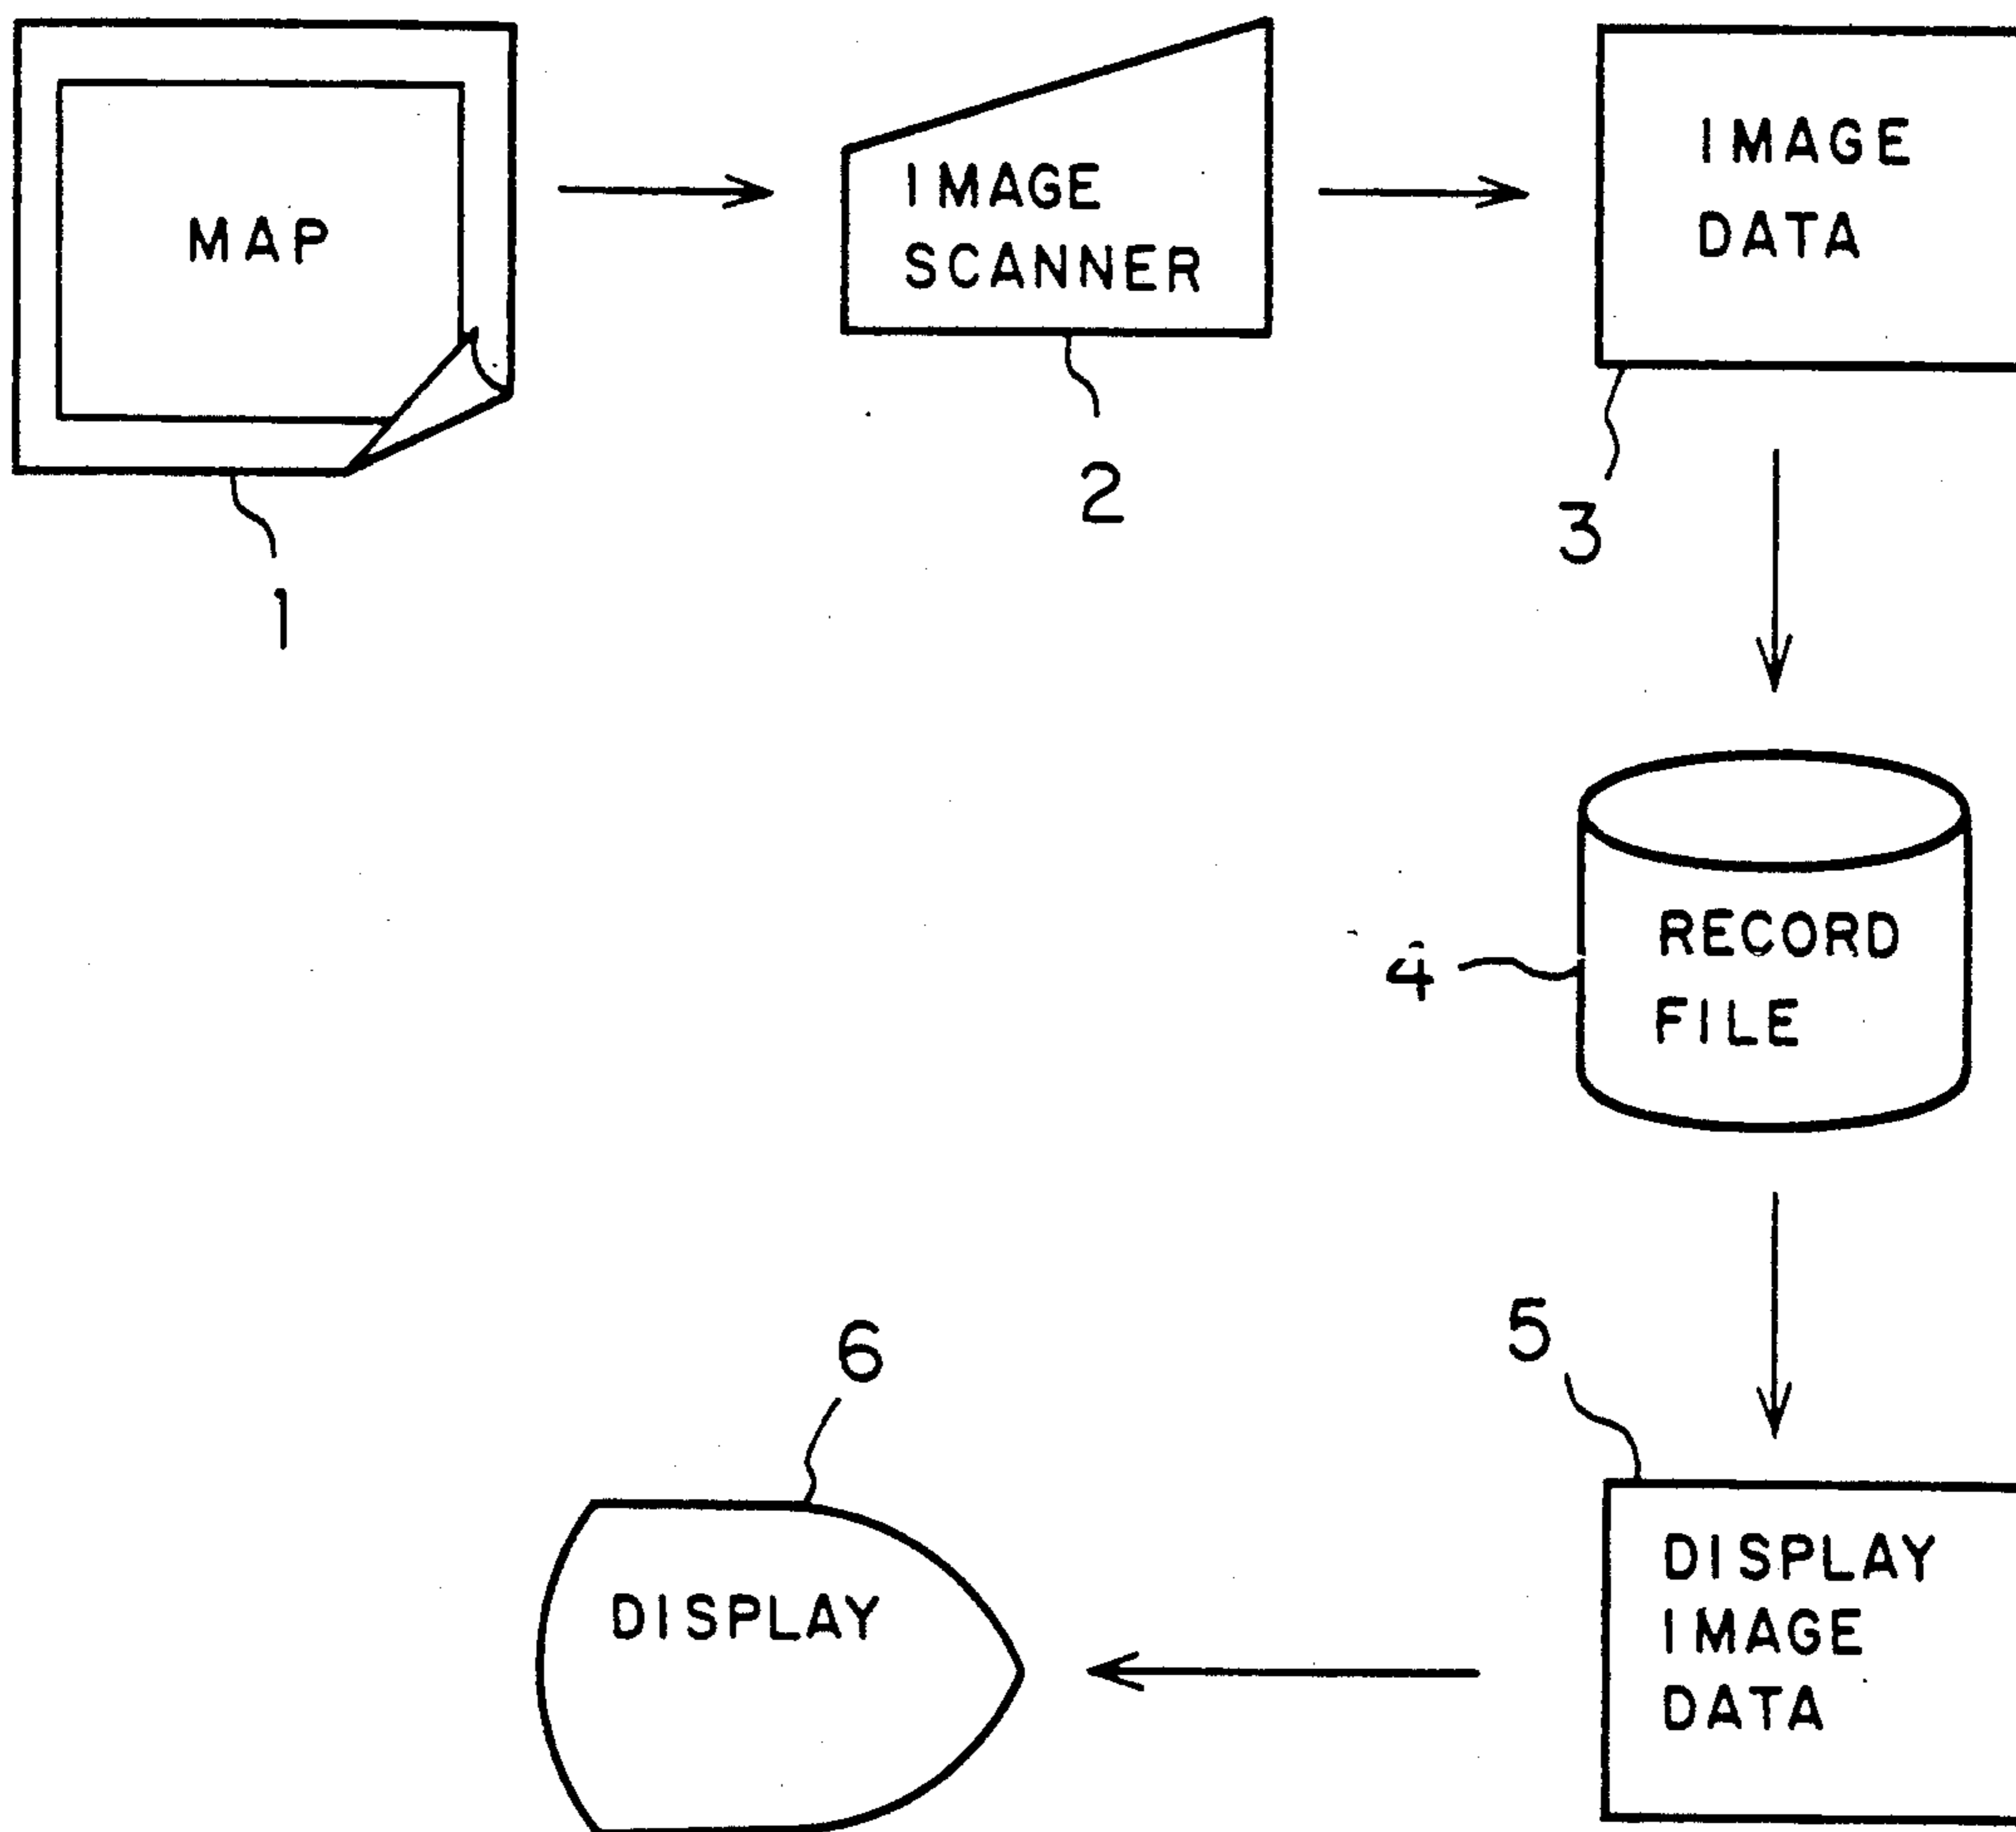 MAP
IMAGE
SCANNER
IMAGE
DATA
1
2
3
RECORD
FILE
4
5
6
DISPLAY
IMAGE
DATA
DISPLAY